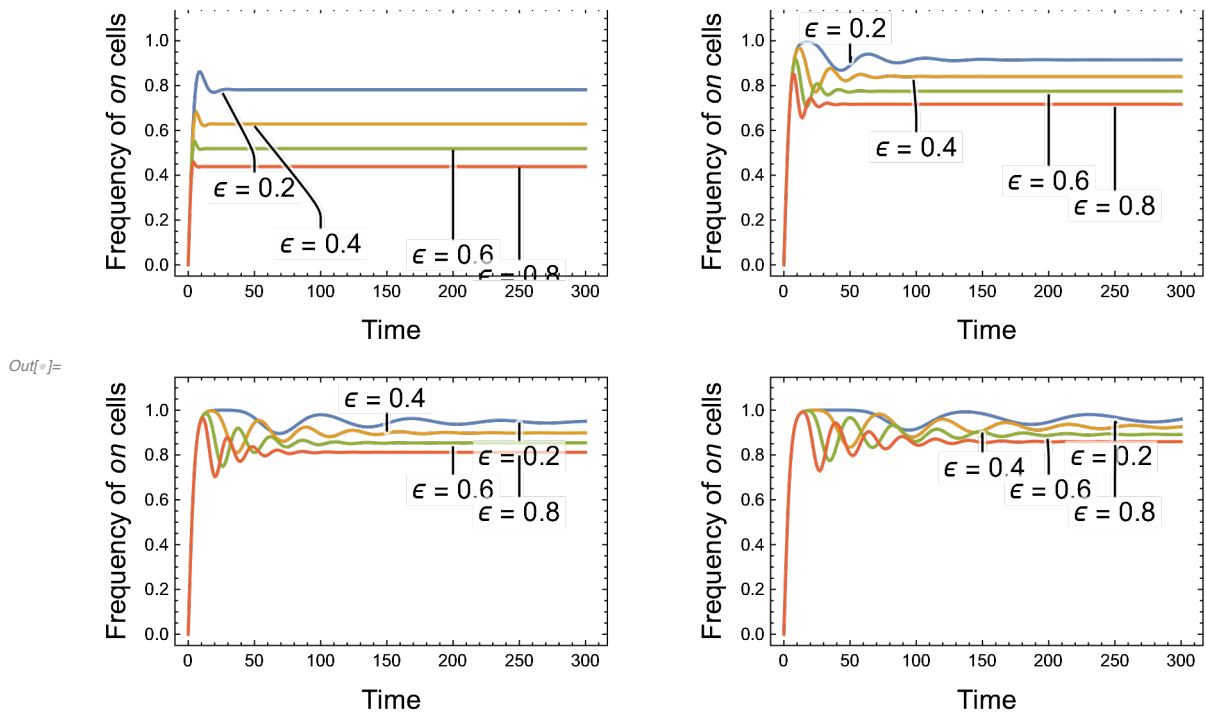 Frequency of on cells
1.0
0.8
0.6
0.4
0.2
0.0
ϵ = 0.2
ϵ = 0.4
ϵ = 0.6
ϵ = 0.8
0 50 100 150 200 250 300
Time
Frequency of on cells
1.0
0.8
0.6
0.4
0.2
0.0
ϵ = 0.2
ϵ = 0.4
ϵ = 0.6
ϵ = 0.8
0 50 100 150 200 250 300
Time
Out[•]=
Frequency of on cells
1.0
0.8
0.6
0.4
0.2
0.0
ϵ = 0.4
ϵ = 0.2
ϵ = 0.6
ϵ = 0.8
0 50 100 150 200 250 300
Time
Frequency of on cells
1.0
0.8
0.6
0.4
0.2
0.0
ϵ = 0.2
ϵ = 0.4
ϵ = 0.6
ϵ = 0.8
0 50 100 150 200 250 300
Time